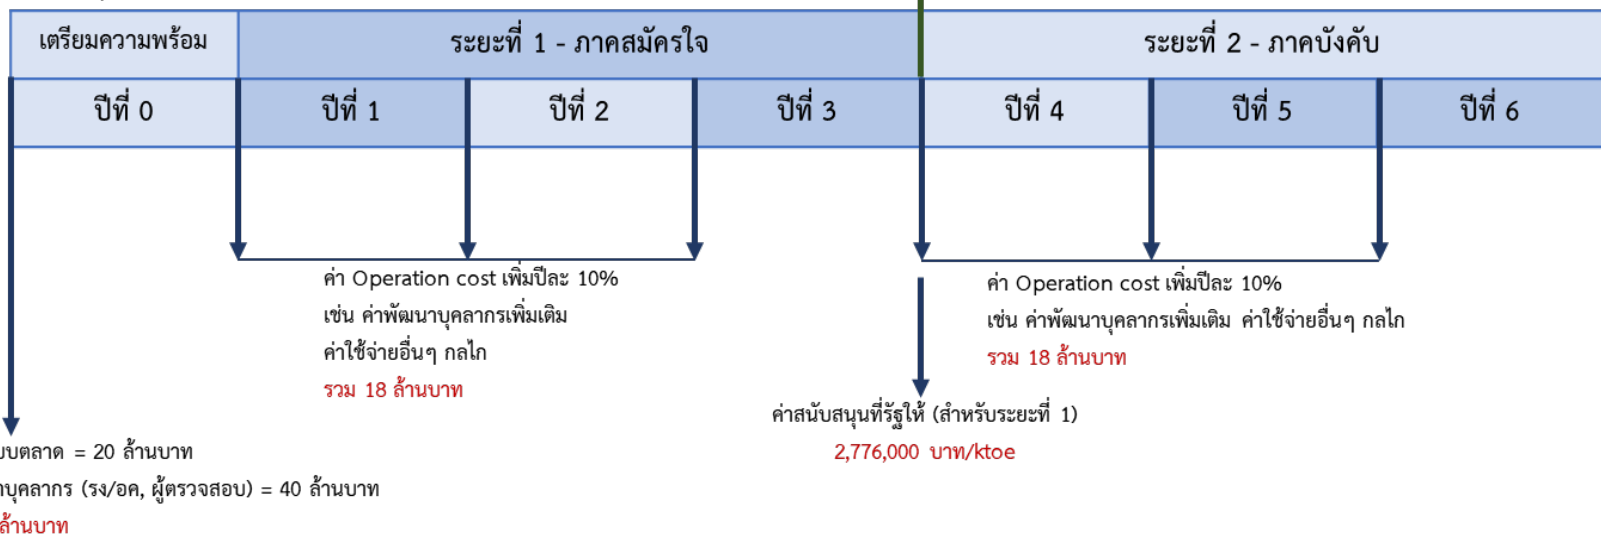 เตรียมความพร้อม
ระยะที่ 1 - ภาคสมัครใจ
ระยะที่ 2 - ภาคบังคับ
ปีที่ 0
ปีที่ 1
ปีที่ 2
ปีที่ 3
ปีที่ 4
ปีที่ 5
ปีที่ 6
ค่า Operation cost เพิ่มปีละ 10%
เช่น ค่าพัฒนาบุคลากรเพิ่มเติม
ค่าใช้จ่ายอื่นๆ กลไก
รวม 18 ล้านบาท
ค่า Operation cost เพิ่มปีละ 10%
เช่น ค่าพัฒนาบุคลากรเพิ่มเติม ค่าใช้จ่ายอื่นๆ กลไก
รวม 18 ล้านบาท
ค่าสนับสนุนที่รัฐให้ (สำหรับระยะที่ 1)
2,776,000 บาท/ktoe
บตลาด = 20 ล้านบาท
บุคลากร (รง/อค, ผู้ตรวจสอบ) = 40 ล้านบาท
ล้านบาท